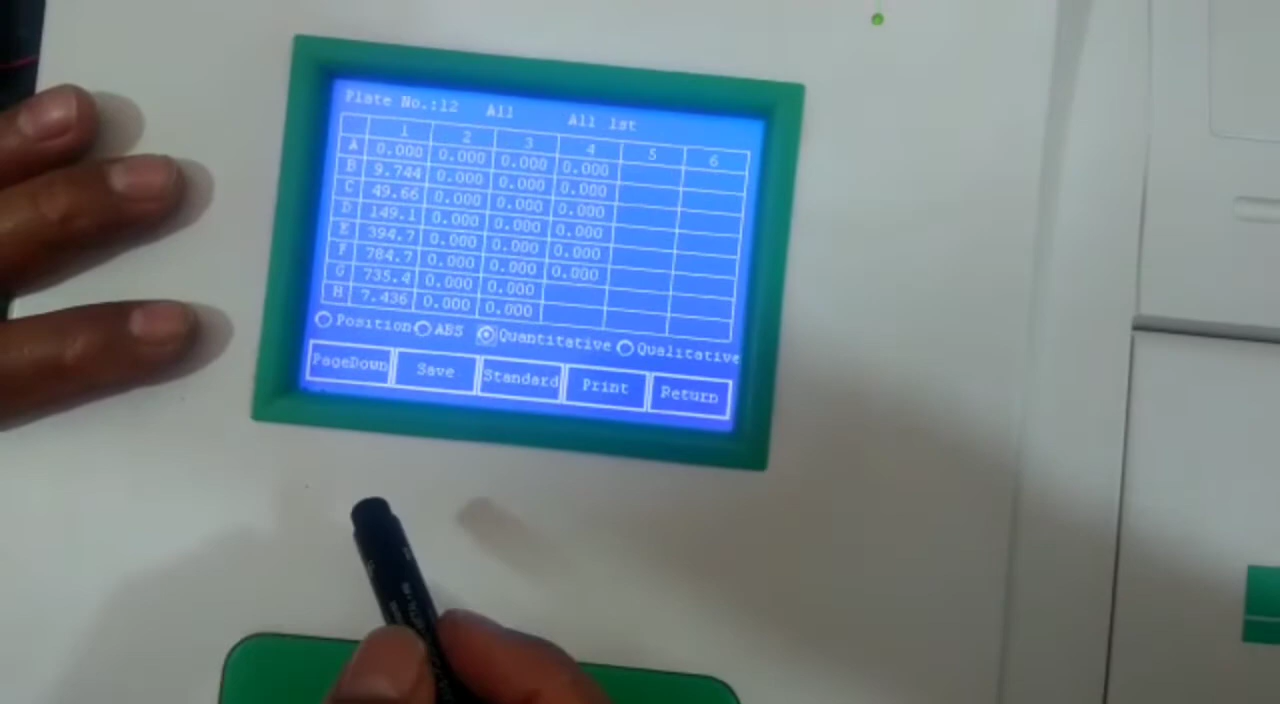 Plate No.:12 All All 1st
1 2 3 4 5 6
A 0.000 0.000 0.000 0.000
B 9.744 0.000 0.000 0.000
C 49.66 0.000 0.000 0.000
D 149.1 0.000 0.000 0.000
E 394.7 0.000 0.000 0.000
F 784.7 0.000 0.000 0.000
G 735.4 0.000 0.000
H 7.436 0.000 0.000
Position ABS Quantitative Qualitative
PageDown Save Standard Print Return